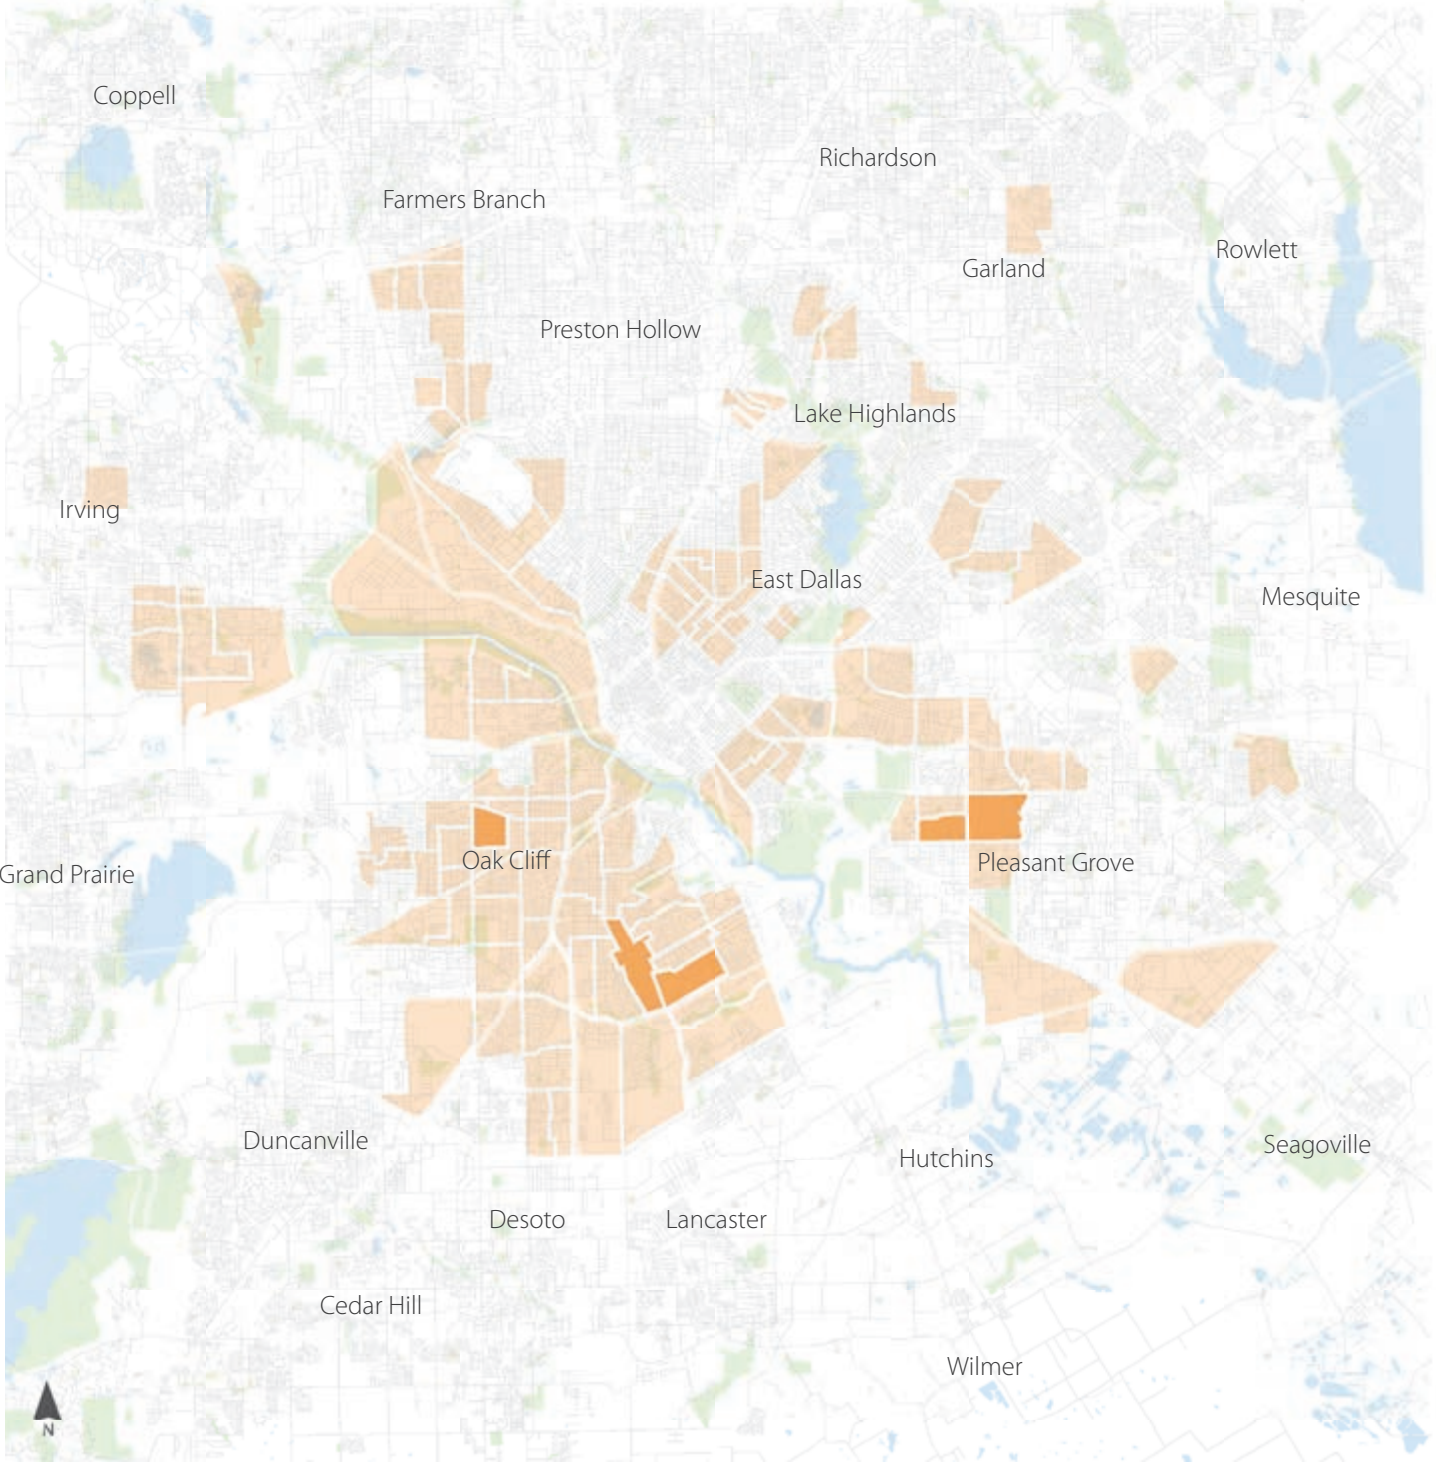 Coppell
Richardson
Farmers Branch
Rowlett
Garland
Preston Hollow
Lake Highlands
Irving
East Dallas
Mesquite
Oak Cliff
Pleasant Grove
Grand Prairie
Duncanville
Seagoville
Hutchins
Desoto
Lancaster
Cedar Hill
Wilmer
N